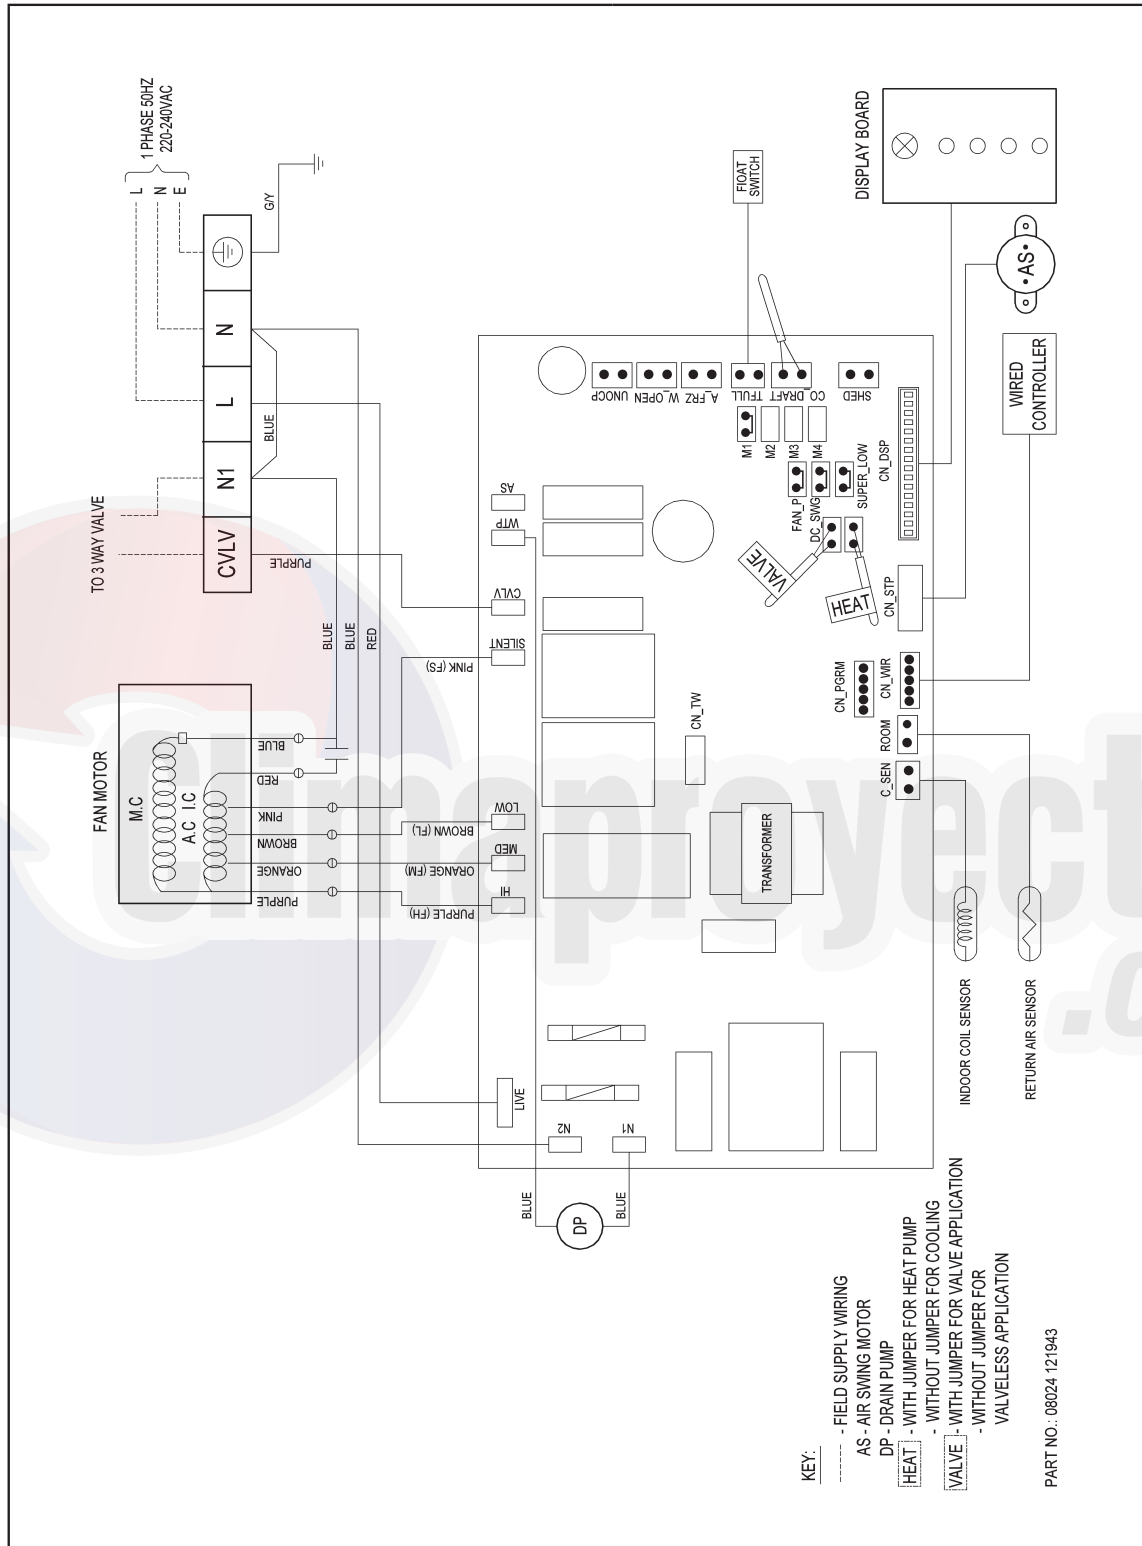 1 PHASE 50HZ
220-240VAC
L
N
E
G/Y
TO 3 WAY VALVE
CVLV
N1
L
N
BLUE
PURPLE
BLUE
BLUE
RED
FAN MOTOR
M.C
A.C I.C
BLUE
RED
PINK
BROWN
ORANGE
PURPLE
PINK (FS)
BROWN (FL)
ORANGE (FM)
PURPLE (FH)
LIVE
HI
MED
LOW
SILENT
CVLV
WTP
AS
N2
N1
BLUE
BLUE
DP
UNOCP
W_OPEN
A_FRZ
TFULL
CO_DRAFT
SHED
FlOAT
SWITCH
M1
M2
M3
M4
FAN_P
DC_SWG
SUPER_LOW
VALVE
HEAT
CN_TW
TRANSFORMER
CN_PGRM
C_SEN
ROOM
CN_WIR
CN_STP
CN_DSP
DISPLAY BOARD
•AS•
WIRED
CONTROLLER
INDOOR COIL SENSOR
RETURN AIR SENSOR
KEY:
- FIELD SUPPLY WIRING
AS - AIR SWING MOTOR
DP - DRAIN PUMP
HEAT - WITH JUMPER FOR HEAT PUMP
- WITHOUT JUMPER FOR COOLING
VALVE - WITH JUMPER FOR VALVE APPLICATION
- WITHOUT JUMPER FOR
VALVELESS APPLICATION
PART NO.: 08024 121943
Climaproyect
.c